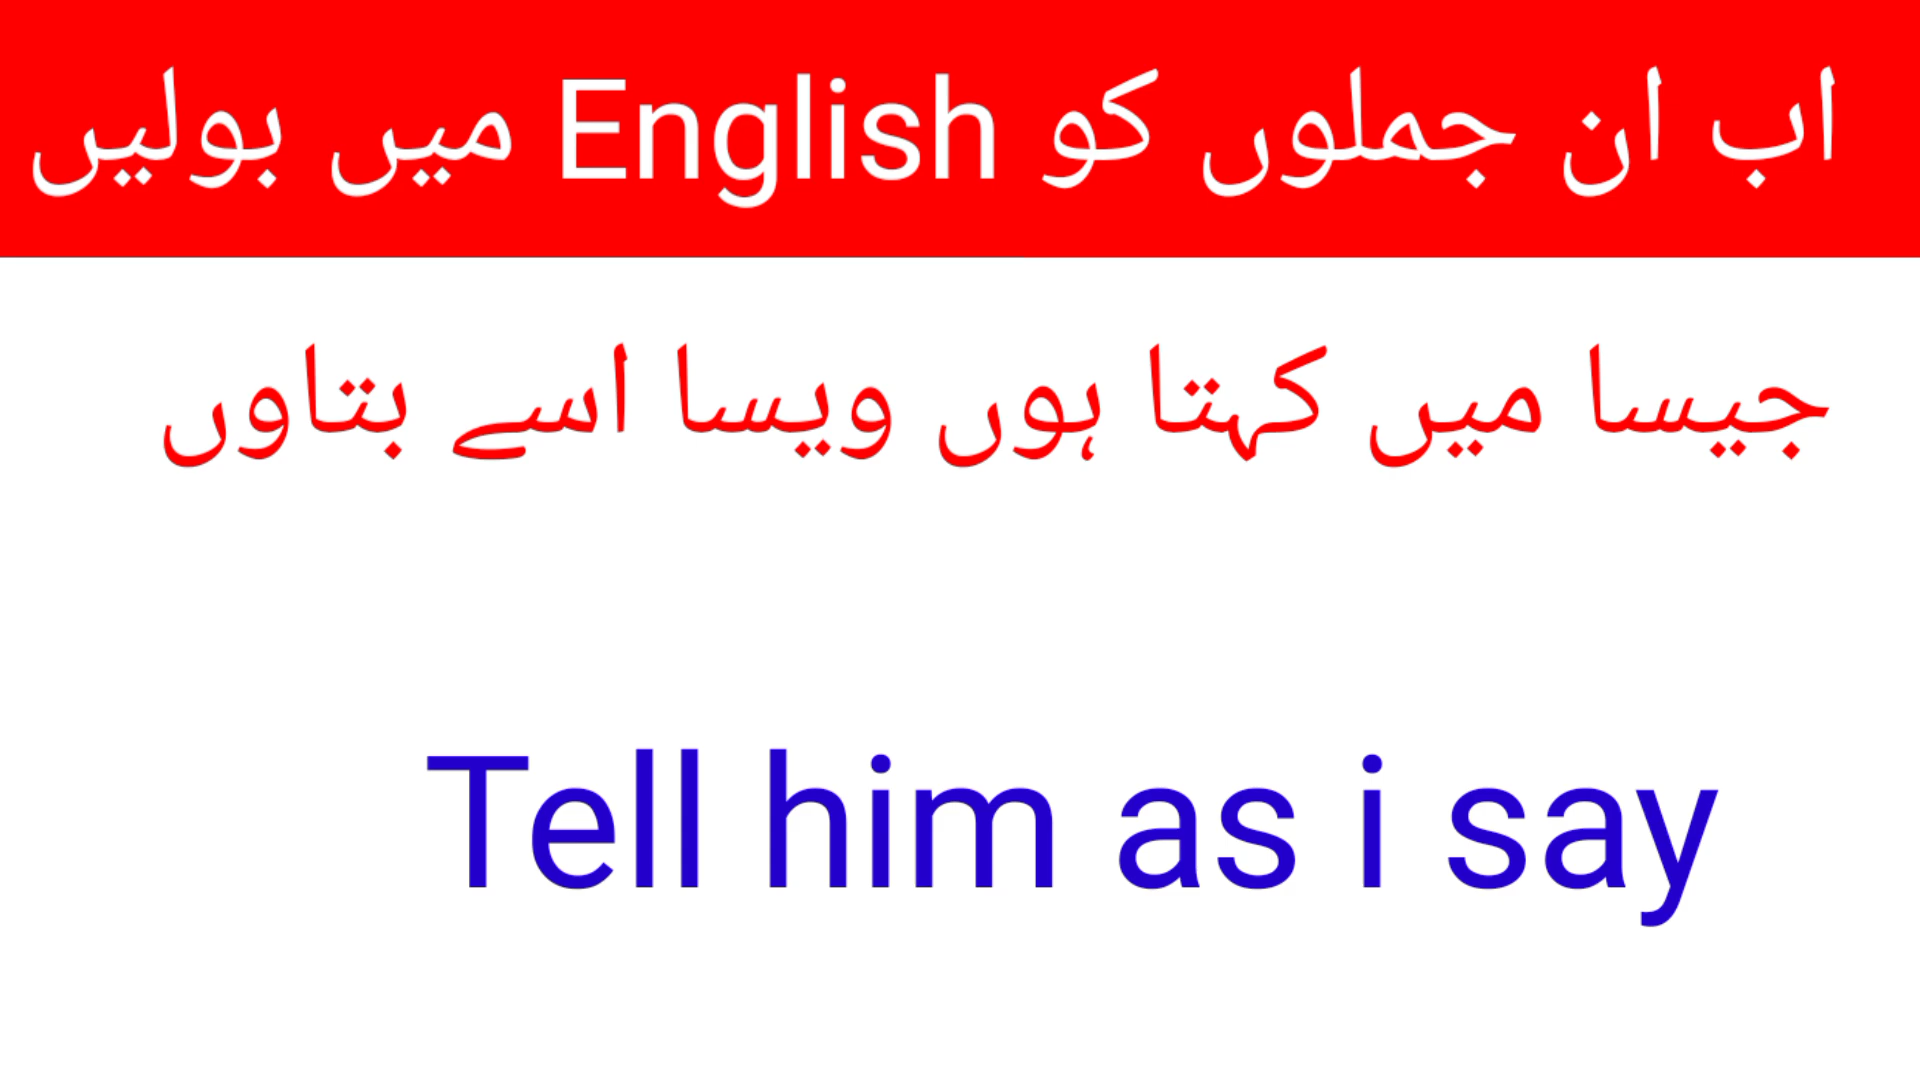 اب ان جملوں کو English میں بولیں
جیسا میں کہتا ہوں ویسا اسے بتاوں
Tell him as i say